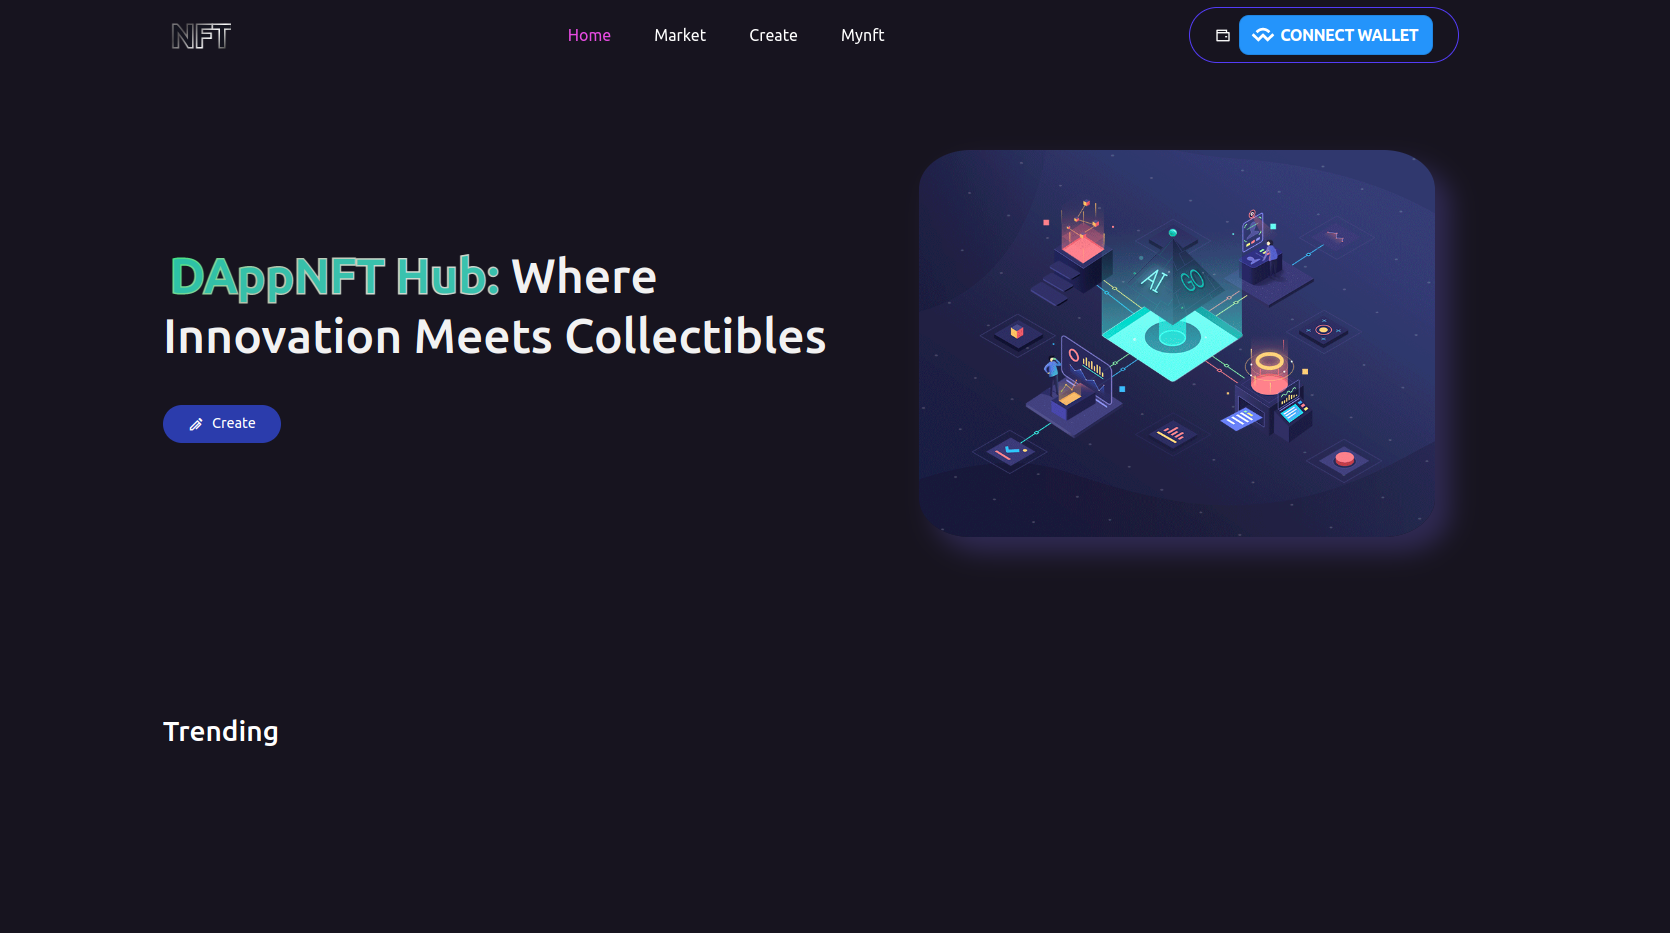 NFT
Home Market Create Mynft
CONNECT WALLET
DAppNFT Hub: Where
Innovation Meets Collectibles
AI GO
Create
Trending